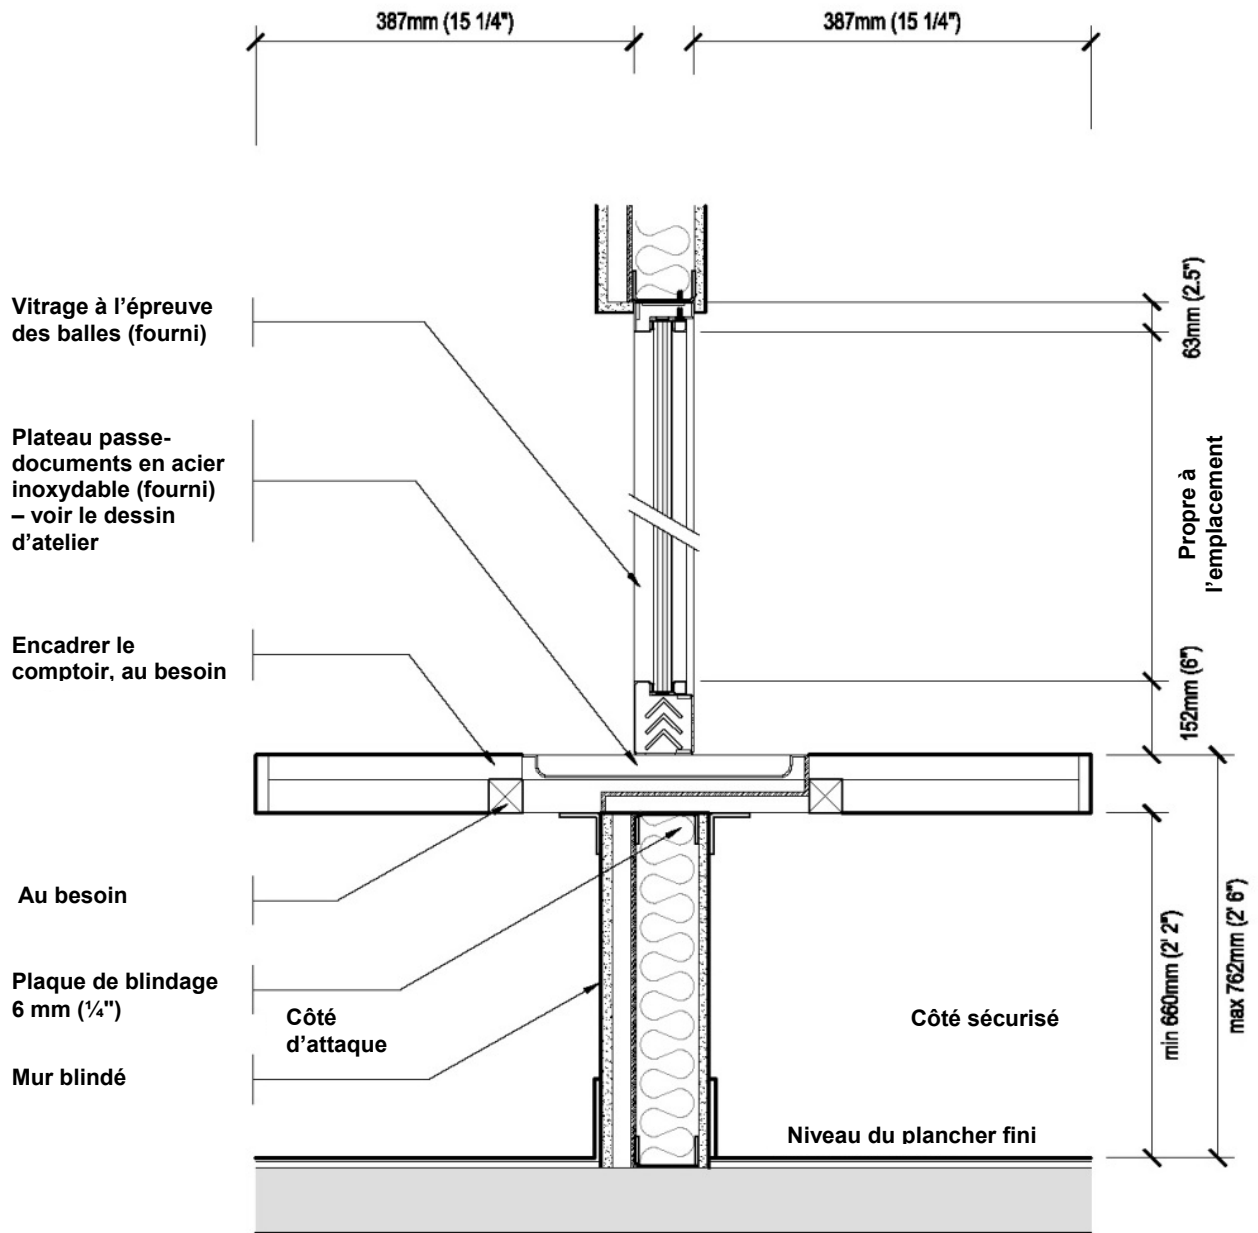 387mm (15 1/4")
387mm (15 1/4")
63mm (2.5")
Vitrage à l'épreuve
des balles (fourni)
Plateau passe-
documents en acier
inoxydable (fourni)
– voir le dessin
d'atelier
Propre à
l'emplacement
Encadrer le
comptoir, au besoin
152mm (6")
Au besoin
Plaque de blindage
6 mm (¼")
Côté
d'attaque
Côté sécurisé
min 660mm (2' 2")
max 762mm (2' 6")
Mur blindé
Niveau du plancher fini